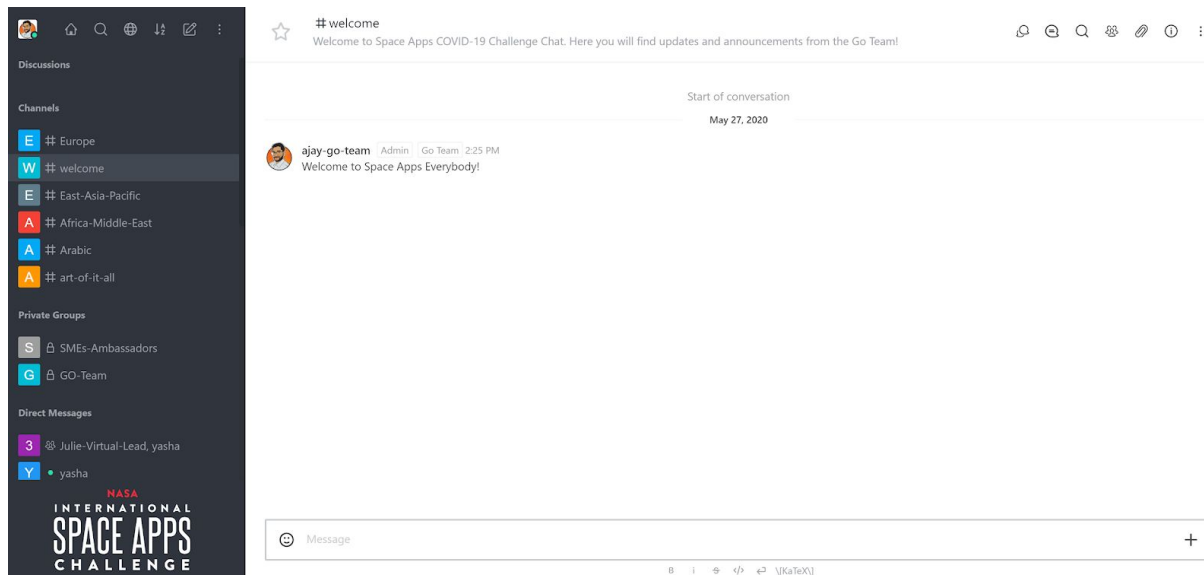 Discussions
Channels
E # Europe
W # welcome
E # East-Asia-Pacific
A # Africa-Middle-East
A # Arabic
A # art-of-it-all
Private Groups
S SMEs-Ambassadors
G GO-Team
Direct Messages
3 Julie-Virtual-Lead, yasha
Y yasha
NASA
INTERNATIONAL
SPACE APPS
CHALLENGE
# welcome
Welcome to Space Apps COVID-19 Challenge Chat. Here you will find updates and announcements from the Go Team!
Start of conversation
May 27, 2020
ajay-go-team Admin Go Team 2:25 PM
Welcome to Space Apps Everybody!
Message
B i S </> \[KaTeX\]